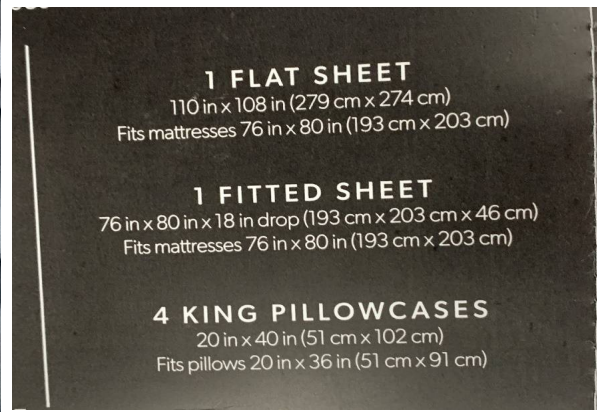 1 FLAT SHEET
110 in x 108 in (279 cm x 274 cm)
Fits mattresses 76 in x 80 in (193 cm x 203 cm)
1 FITTED SHEET
76 in x 80 in x 18 in drop (193 cm x 203 cm x 46 cm)
Fits mattresses 76 in x 80 in (193 cm x 203 cm)
4 KING PILLOWCASES
20 in x 40 in (51 cm x 102 cm)
Fits pillows 20 in x 36 in (51 cm x 91 cm)